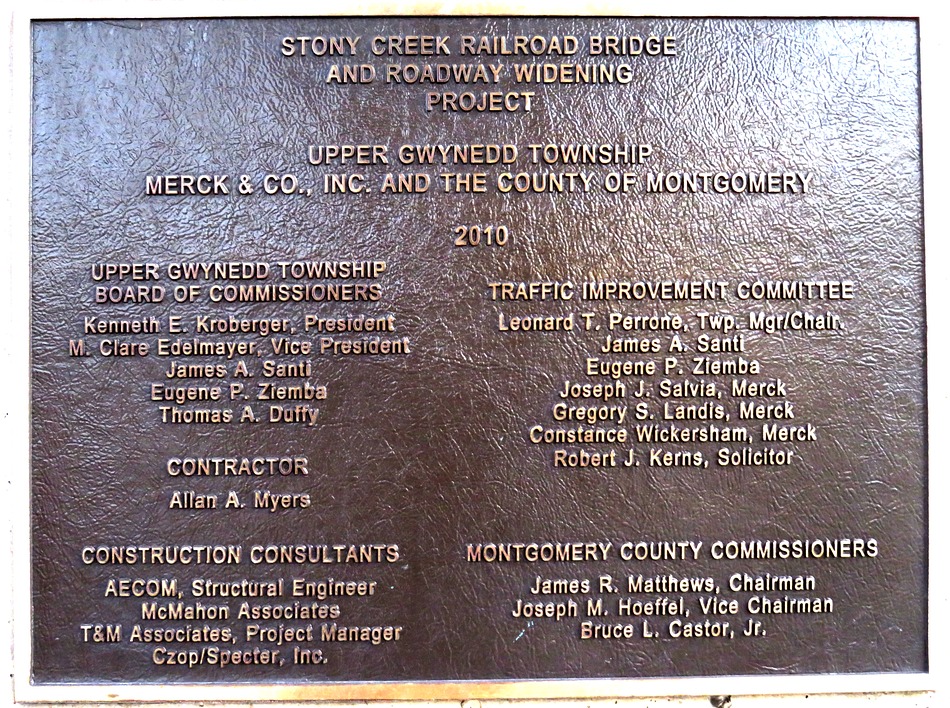 STONY CREEK RAILROAD BRIDGE
AND ROADWAY WIDENING
PROJECT
UPPER GWYNEDD TOWNSHIP
MERCK & CO., INC. AND THE COUNTY OF MONTGOMERY
2010
UPPER GWYNEDD TOWNSHIP
BOARD OF COMMISSIONERS
Kenneth E. Kroberger, President
M. Clare Edelmayer, Vice President
James A. Santi
Eugene P. Ziemba
Thomas A. Duffy
CONTRACTOR
Allan A. Myers
CONSTRUCTION CONSULTANTS
AECOM, Structural Engineer
McMahon Associates
T&M Associates, Project Manager
Czop/Specter, Inc.
TRAFFIC IMPROVEMENT COMMITTEE
Leonard T. Perrone, Twp. Mgr/Chair.
James A. Santi
Eugene P. Ziemba
Joseph J. Salvia, Merck
Gregory S. Landis, Merck
Constance Wickersham, Merck
Robert J. Kerns, Solicitor
MONTGOMERY COUNTY COMMISSIONERS
James R. Matthews, Chairman
Joseph M. Hoeffel, Vice Chairman
Bruce L. Castor, Jr.